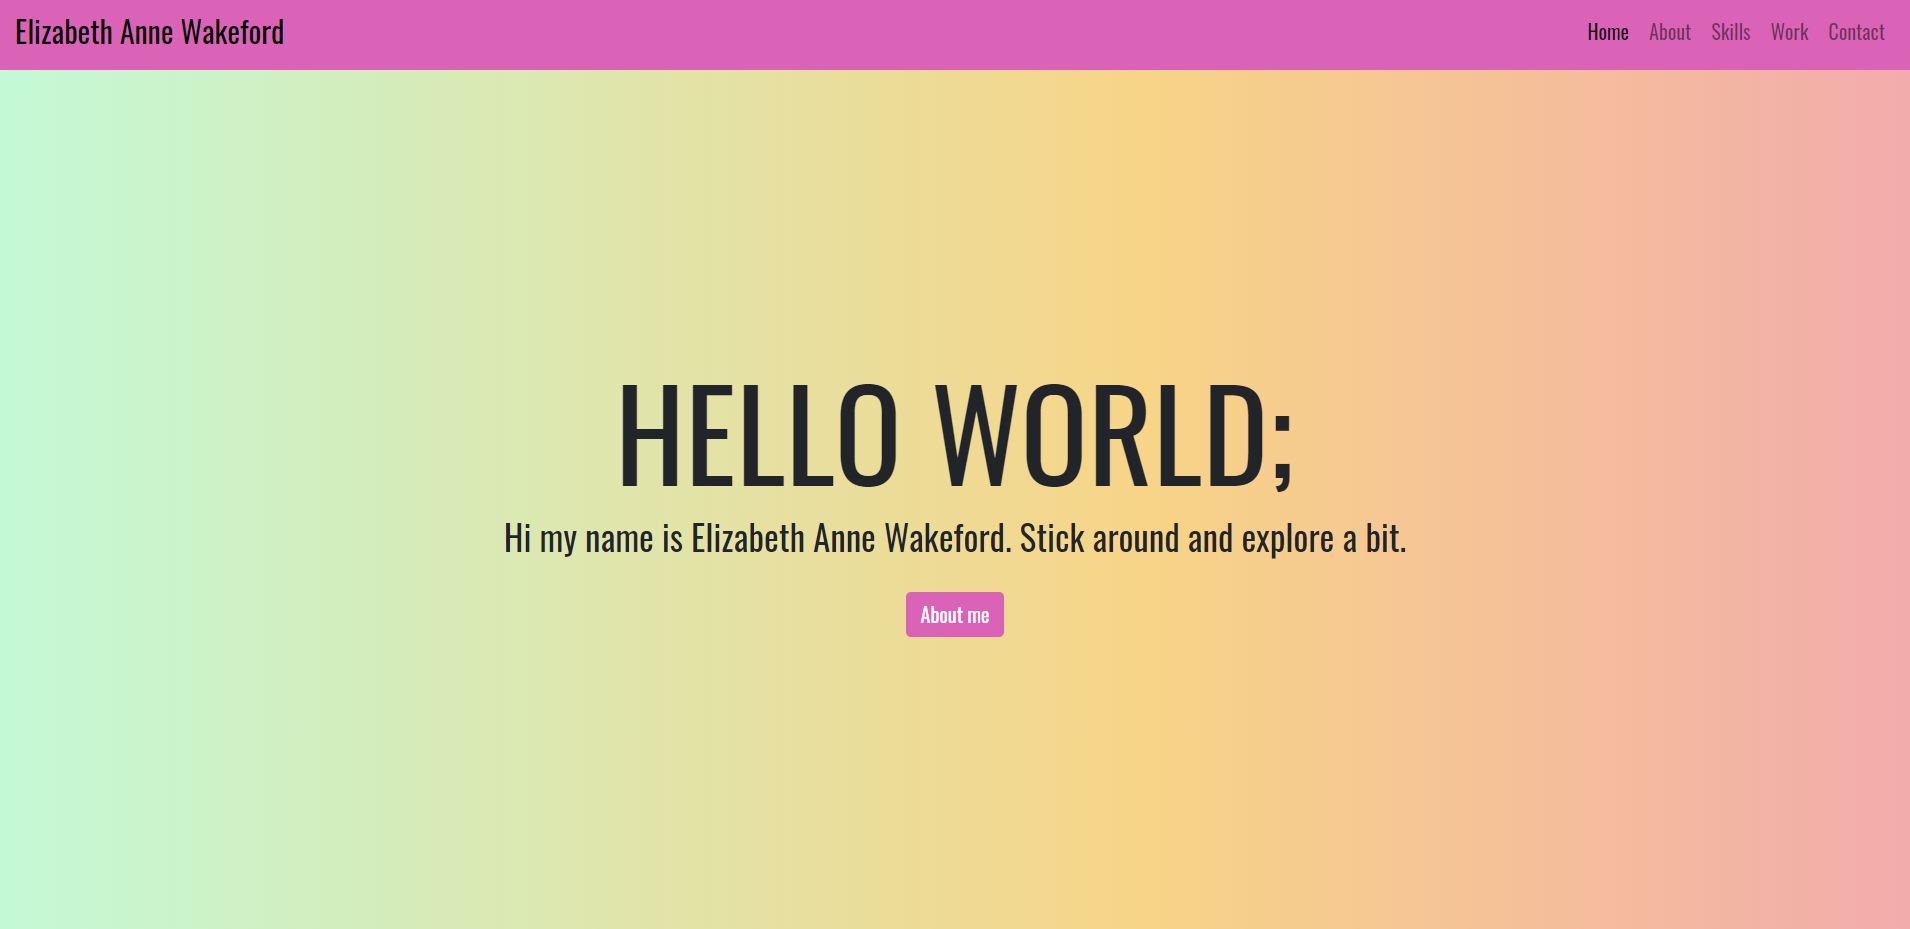 Elizabeth Anne Wakeford
Home About Skills Work Contact
HELLO WORLD;
Hi my name is Elizabeth Anne Wakeford. Stick around and explore a bit.
About me